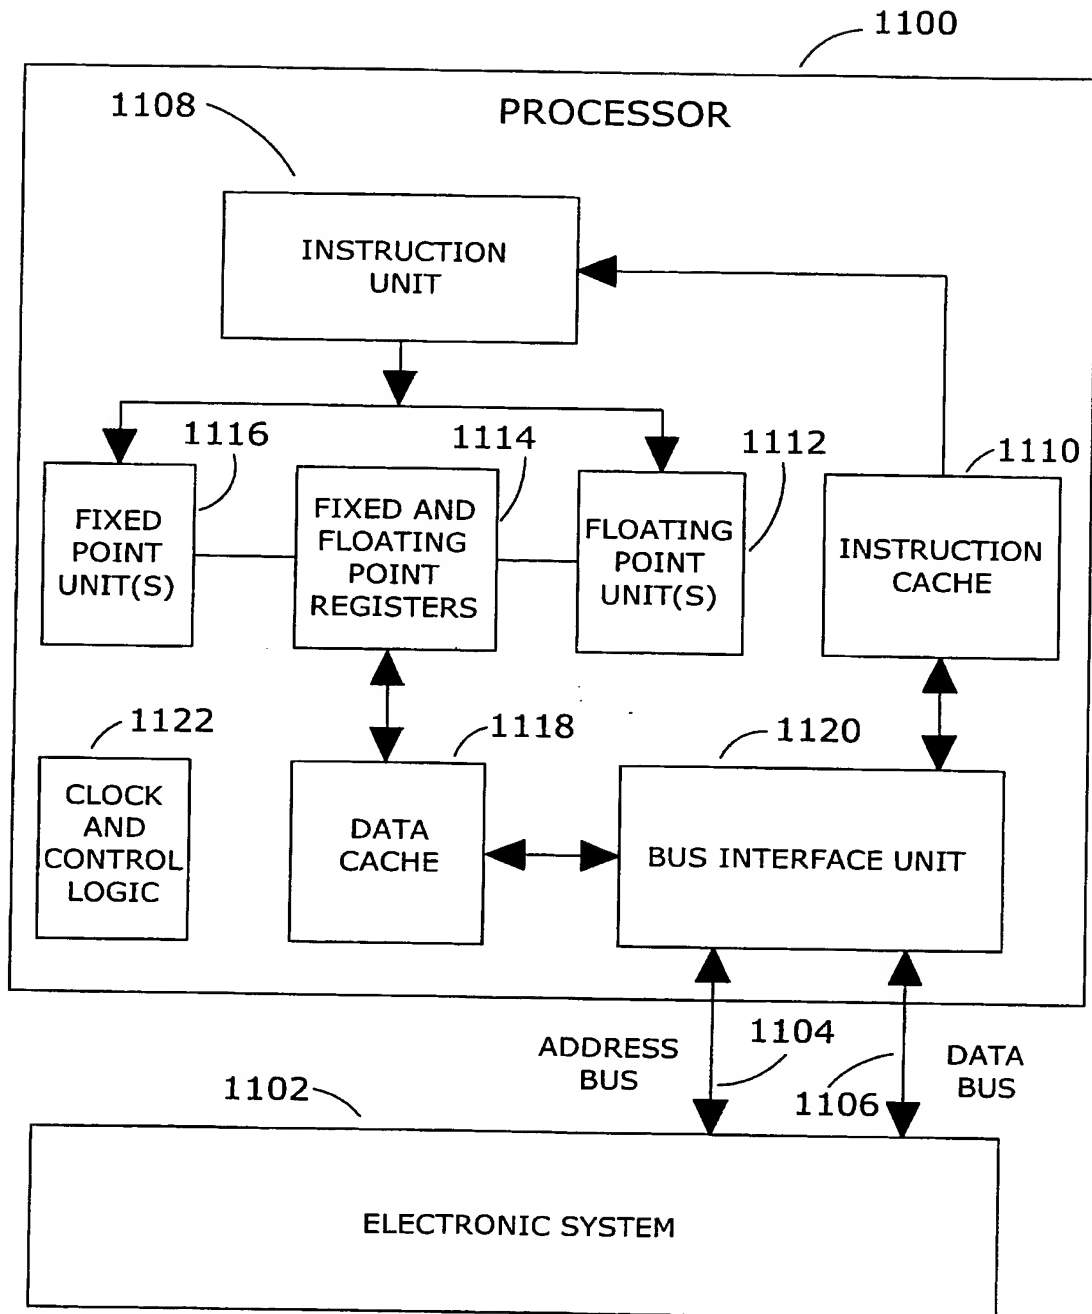 1100
PROCESSOR
1108
INSTRUCTION
UNIT
1116
1114
1112
1110
FIXED
POINT
UNIT(S)
FIXED AND
FLOATING
POINT
REGISTERS
FLOATING
POINT
UNIT(S)
INSTRUCTION
CACHE
1122
1118
1120
CLOCK
AND
CONTROL
LOGIC
DATA
CACHE
BUS INTERFACE UNIT
ADDRESS
BUS
1104
1106
DATA
BUS
1102
ELECTRONIC SYSTEM